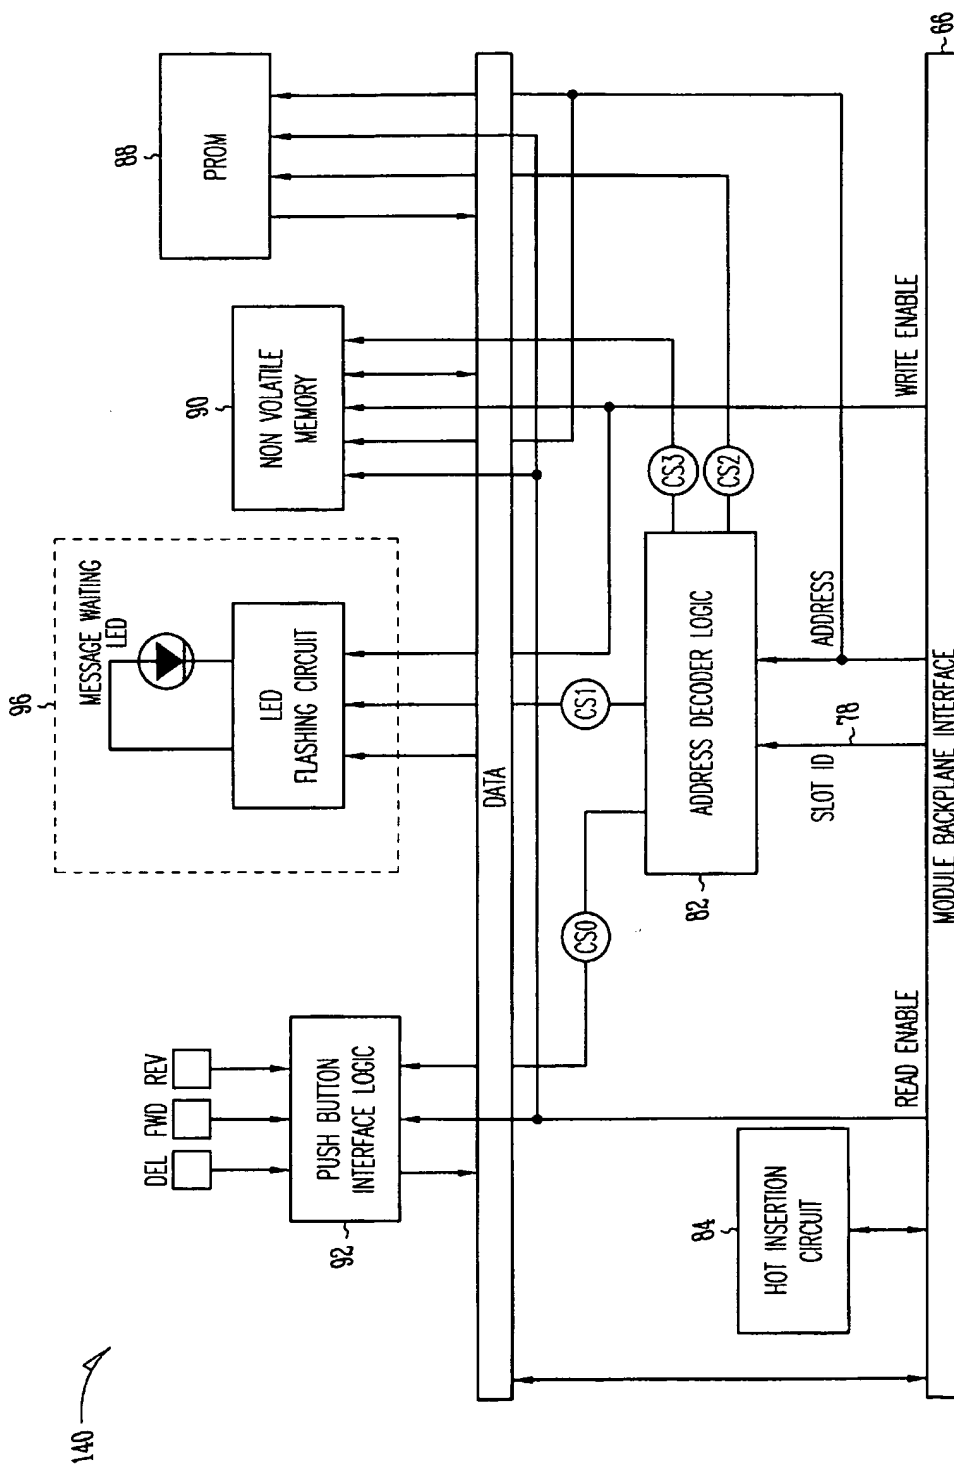 140
DEL
FWD
REV
PUSH BUTTON
INTERFACE LOGIC
92
96
MESSAGE WAITING
LED
LED
FLASHING CIRCUIT
90
NON VOLATILE
MEMORY
88
PROM
DATA
CS0
CS1
CS3
CS2
ADDRESS DECODER LOGIC
82
84
HOT INSERTION
CIRCUIT
READ ENABLE
SLOT ID
78
ADDRESS
WRITE ENABLE
MODULE BACKPLANE INTERFACE
66